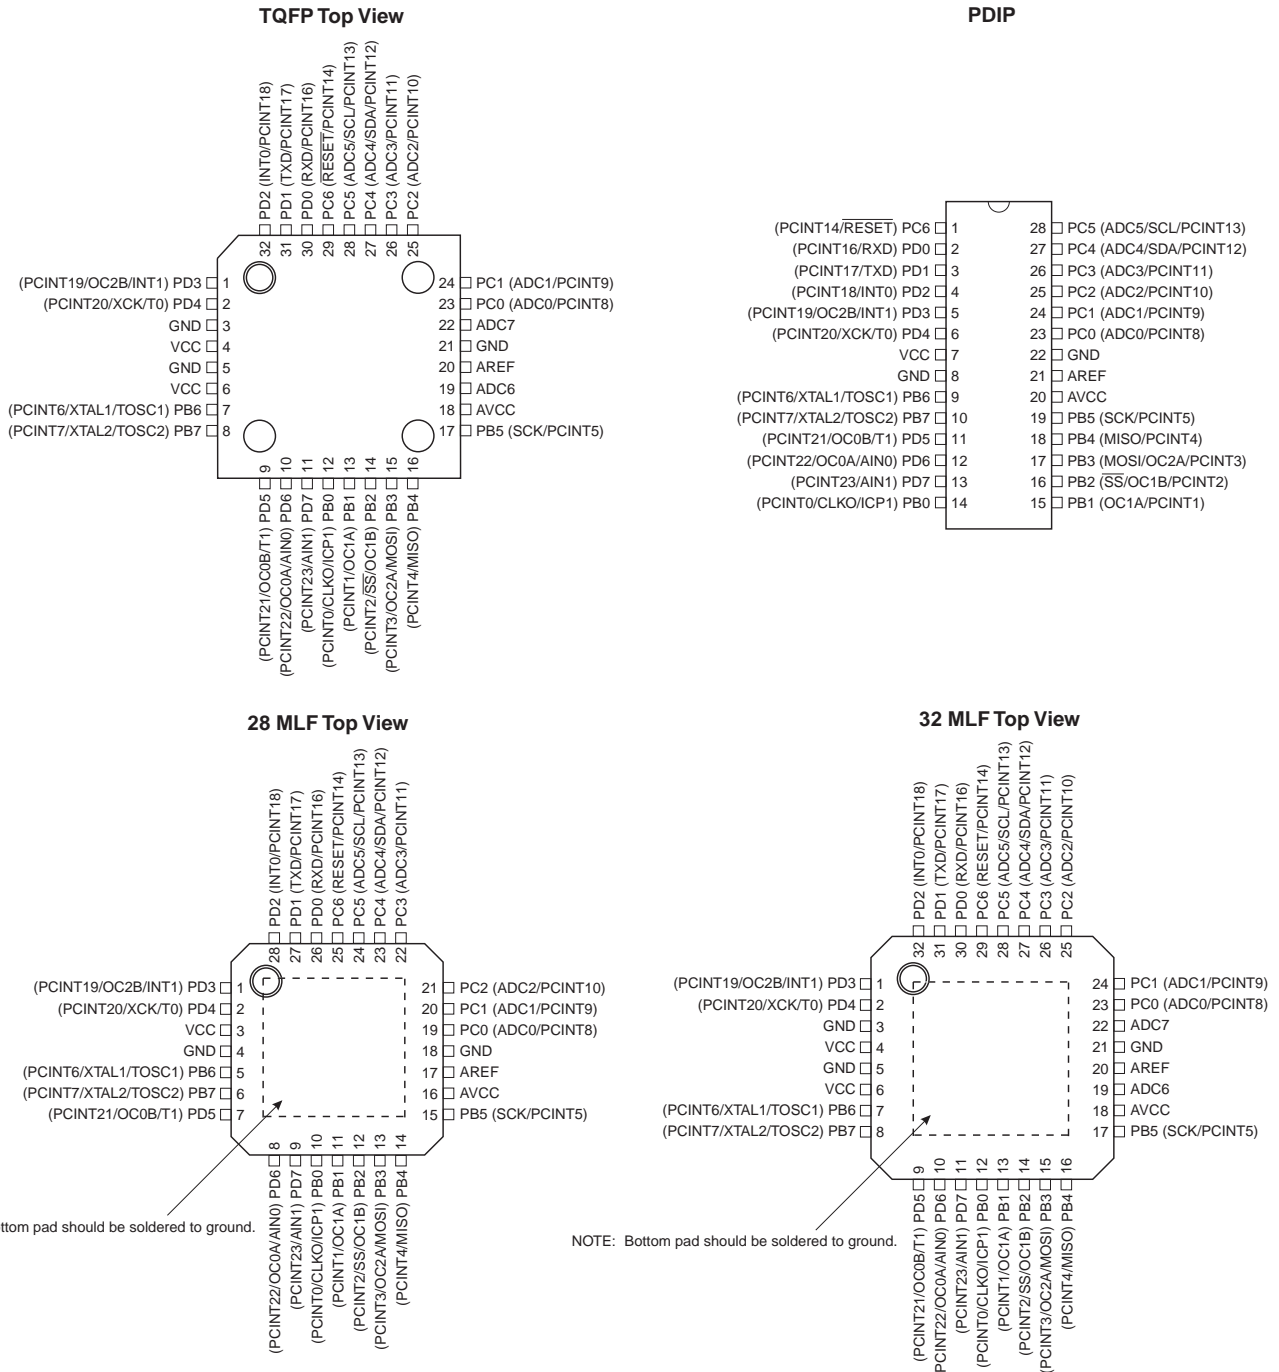 TQFP Top View
PD2 (INT0/PCINT18)
PD1 (TXD/PCINT17)
PD0 (RXD/PCINT16)
PC6 (RESET/PCINT14)
PC5 (ADC5/SCL/PCINT13)
PC4 (ADC4/SDA/PCINT12)
PC3 (ADC3/PCINT11)
PC2 (ADC2/PCINT10)
32
31
30
29
28
27
26
25
(PCINT19/OC2B/INT1) PD3 1
(PCINT20/XCK/T0) PD4 2
GND 3
VCC 4
GND 5
VCC 6
(PCINT6/XTAL1/TOSC1) PB6 7
(PCINT7/XTAL2/TOSC2) PB7 8
24 PC1 (ADC1/PCINT9)
23 PC0 (ADC0/PCINT8)
22 ADC7
21 GND
20 AREF
19 ADC6
18 AVCC
17 PB5 (SCK/PCINT5)
9
10
11
12
13
14
15
16
(PCINT21/OC0B/T1) PD5
(PCINT22/OC0A/AIN0) PD6
(PCINT23/AIN1) PD7
(PCINT0/CLKO/ICP1) PB0
(PCINT1/OC1A) PB1
(PCINT2/SS/OC1B) PB2
(PCINT3/OC2A/MOSI) PB3
(PCINT4/MISO) PB4
PDIP
(PCINT14/RESET) PC6 1
(PCINT16/RXD) PD0 2
(PCINT17/TXD) PD1 3
(PCINT18/INT0) PD2 4
(PCINT19/OC2B/INT1) PD3 5
(PCINT20/XCK/T0) PD4 6
VCC 7
GND 8
(PCINT6/XTAL1/TOSC1) PB6 9
(PCINT7/XTAL2/TOSC2) PB7 10
(PCINT21/OC0B/T1) PD5 11
(PCINT22/OC0A/AIN0) PD6 12
(PCINT23/AIN1) PD7 13
(PCINT0/CLKO/ICP1) PB0 14
28 PC5 (ADC5/SCL/PCINT13)
27 PC4 (ADC4/SDA/PCINT12)
26 PC3 (ADC3/PCINT11)
25 PC2 (ADC2/PCINT10)
24 PC1 (ADC1/PCINT9)
23 PC0 (ADC0/PCINT8)
22 GND
21 AREF
20 AVCC
19 PB5 (SCK/PCINT5)
18 PB4 (MISO/PCINT4)
17 PB3 (MOSI/OC2A/PCINT3)
16 PB2 (SS/OC1B/PCINT2)
15 PB1 (OC1A/PCINT1)
28 MLF Top View
PD2 (INT0/PCINT18)
PD1 (TXD/PCINT17)
PD0 (RXD/PCINT16)
PC6 (RESET/PCINT14)
PC5 (ADC5/SCL/PCINT13)
PC4 (ADC4/SDA/PCINT12)
PC3 (ADC3/PCINT11)
28
27
26
25
24
23
22
(PCINT19/OC2B/INT1) PD3 1
(PCINT20/XCK/T0) PD4 2
VCC 3
GND 4
(PCINT6/XTAL1/TOSC1) PB6 5
(PCINT7/XTAL2/TOSC2) PB7 6
(PCINT21/OC0B/T1) PD5 7
21 PC2 (ADC2/PCINT10)
20 PC1 (ADC1/PCINT9)
19 PC0 (ADC0/PCINT8)
18 GND
17 AREF
16 AVCC
15 PB5 (SCK/PCINT5)
8
9
10
11
12
13
14
(PCINT22/OC0A/AIN0) PD6
(PCINT23/AIN1) PD7
(PCINT0/CLKO/ICP1) PB0
(PCINT1/OC1A) PB1
(PCINT2/SS/OC1B) PB2
(PCINT3/OC2A/MOSI) PB3
(PCINT4/MISO) PB4
pad should be soldered to ground.
32 MLF Top View
PD2 (INT0/PCINT18)
PD1 (TXD/PCINT17)
PD0 (RXD/PCINT16)
PC6 (RESET/PCINT14)
PC5 (ADC5/SCL/PCINT13)
PC4 (ADC4/SDA/PCINT12)
PC3 (ADC3/PCINT11)
PC2 (ADC2/PCINT10)
32
31
30
29
28
27
26
25
(PCINT19/OC2B/INT1) PD3 1
(PCINT20/XCK/T0) PD4 2
GND 3
VCC 4
GND 5
VCC 6
(PCINT6/XTAL1/TOSC1) PB6 7
(PCINT7/XTAL2/TOSC2) PB7 8
24 PC1 (ADC1/PCINT9)
23 PC0 (ADC0/PCINT8)
22 ADC7
21 GND
20 AREF
19 ADC6
18 AVCC
17 PB5 (SCK/PCINT5)
9
10
11
12
13
14
15
16
(PCINT21/OC0B/T1) PD5
(PCINT22/OC0A/AIN0) PD6
(PCINT23/AIN1) PD7
(PCINT0/CLKO/ICP1) PB0
(PCINT1/OC1A) PB1
(PCINT2/SS/OC1B) PB2
(PCINT3/OC2A/MOSI) PB3
(PCINT4/MISO) PB4
NOTE: Bottom pad should be soldered to ground.